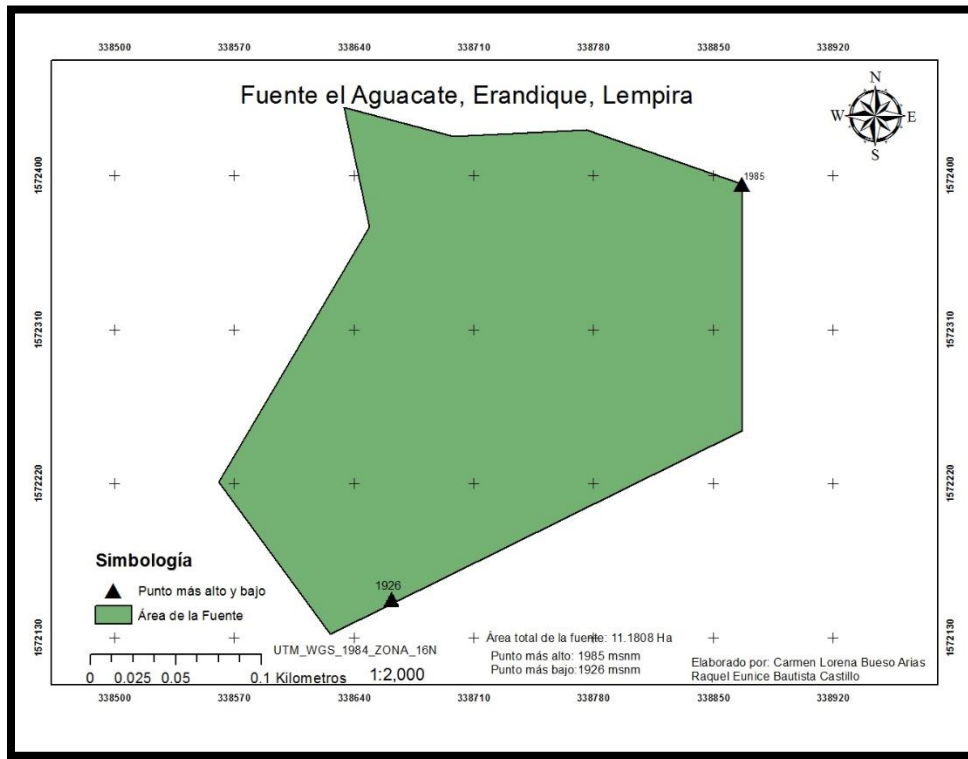 338500 338570 338640 338710 338780 338850 338920
Fuente el Aguacate, Erandique, Lempira
N
W E
S
1572400 1572400
1985
1572310 1572310
1572220 1572220
Simbología
Punto más alto y bajo
Área de la Fuente
1926
1572130 1572130
Área total de la fuente: 11.1808 Ha
UTM_WGS_1984_ZONA_16N
Punto más alto: 1985 msnm
Punto más bajo:1926 msnm
Elaborado por: Carmen Lorena Bueso Arias
Raquel Eunice Bautista Castillo
0 0.025 0.05 0.1 Kilometros
1:2,000
338500 338570 338640 338710 338780 338850 338920